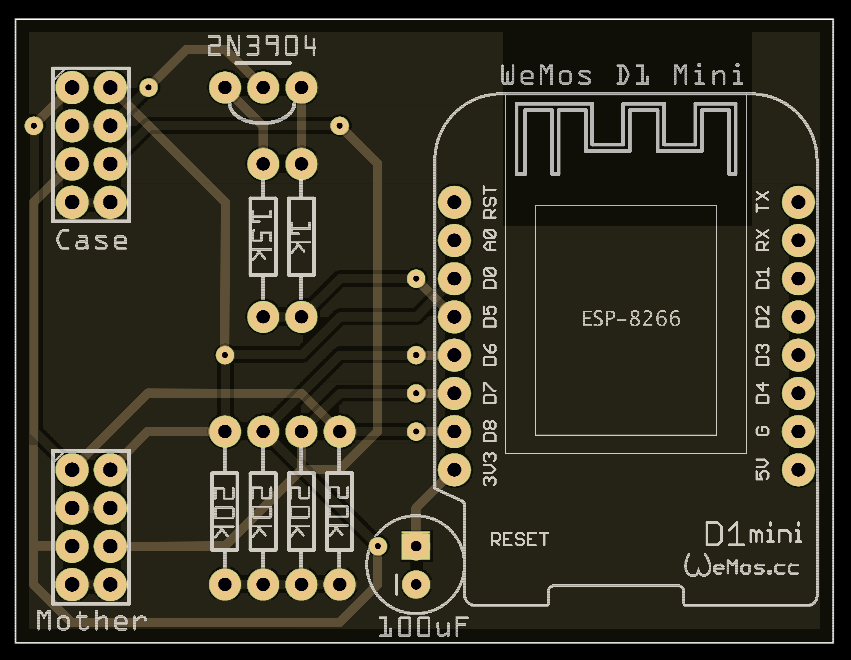 2N3904
WeMos D1 Mini
Case
1.5k
1k
RST
A0
D0
D5
D6
D7
D8
3V3
TX
RX
D1
D2
D3
D4
G
5V
ESP-8266
20k
20k
20k
20k
RESET
D1mini
WeMos.cc
Mother
100uF